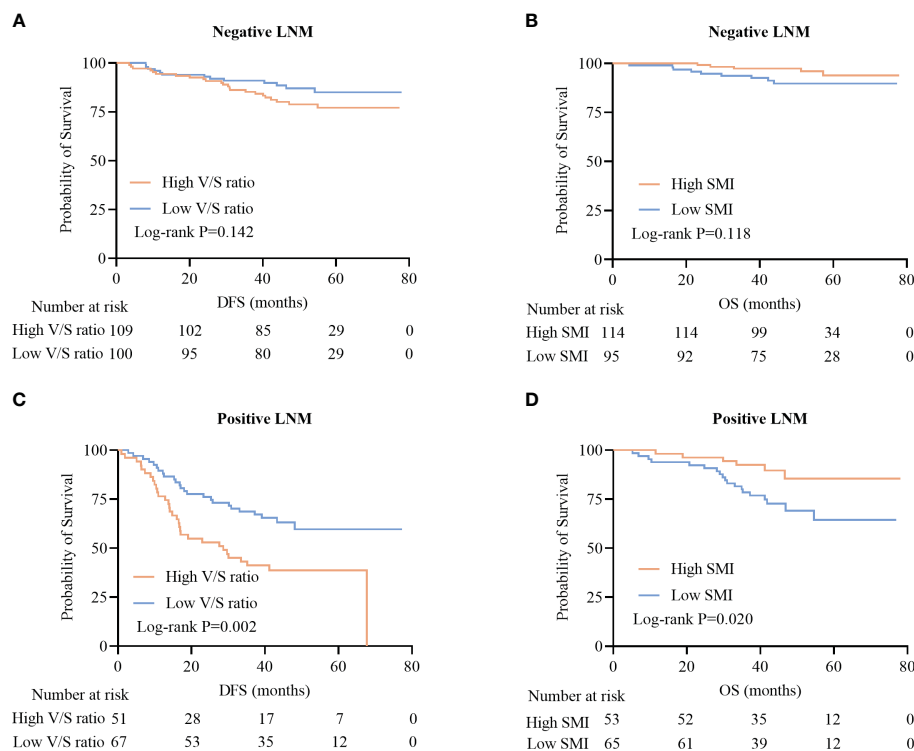 A
Negative LNM
100
75
50
25
0
Probability of Survival
High V/S ratio
Low V/S ratio
Log-rank P=0.142
0 20 40 60 80
DFS (months)
Number at risk
High V/S ratio 109 102 85 29 0
Low V/S ratio 100 95 80 29 0
B
Negative LNM
100
75
50
25
0
Probability of Survival
High SMI
Low SMI
Log-rank P=0.118
0 20 40 60 80
OS (months)
Number at risk
High SMI 114 114 99 34 0
Low SMI 95 92 75 28 0
C
Positive LNM
100
75
50
25
0
Probability of Survival
High V/S ratio
Low V/S ratio
Log-rank P=0.002
0 20 40 60 80
DFS (months)
Number at risk
High V/S ratio 51 28 17 7 0
Low V/S ratio 67 53 35 12 0
D
Positive LNM
100
75
50
25
0
Probability of Survival
High SMI
Low SMI
Log-rank P=0.020
0 20 40 60 80
OS (months)
Number at risk
High SMI 53 52 35 12 0
Low SMI 65 61 39 12 0